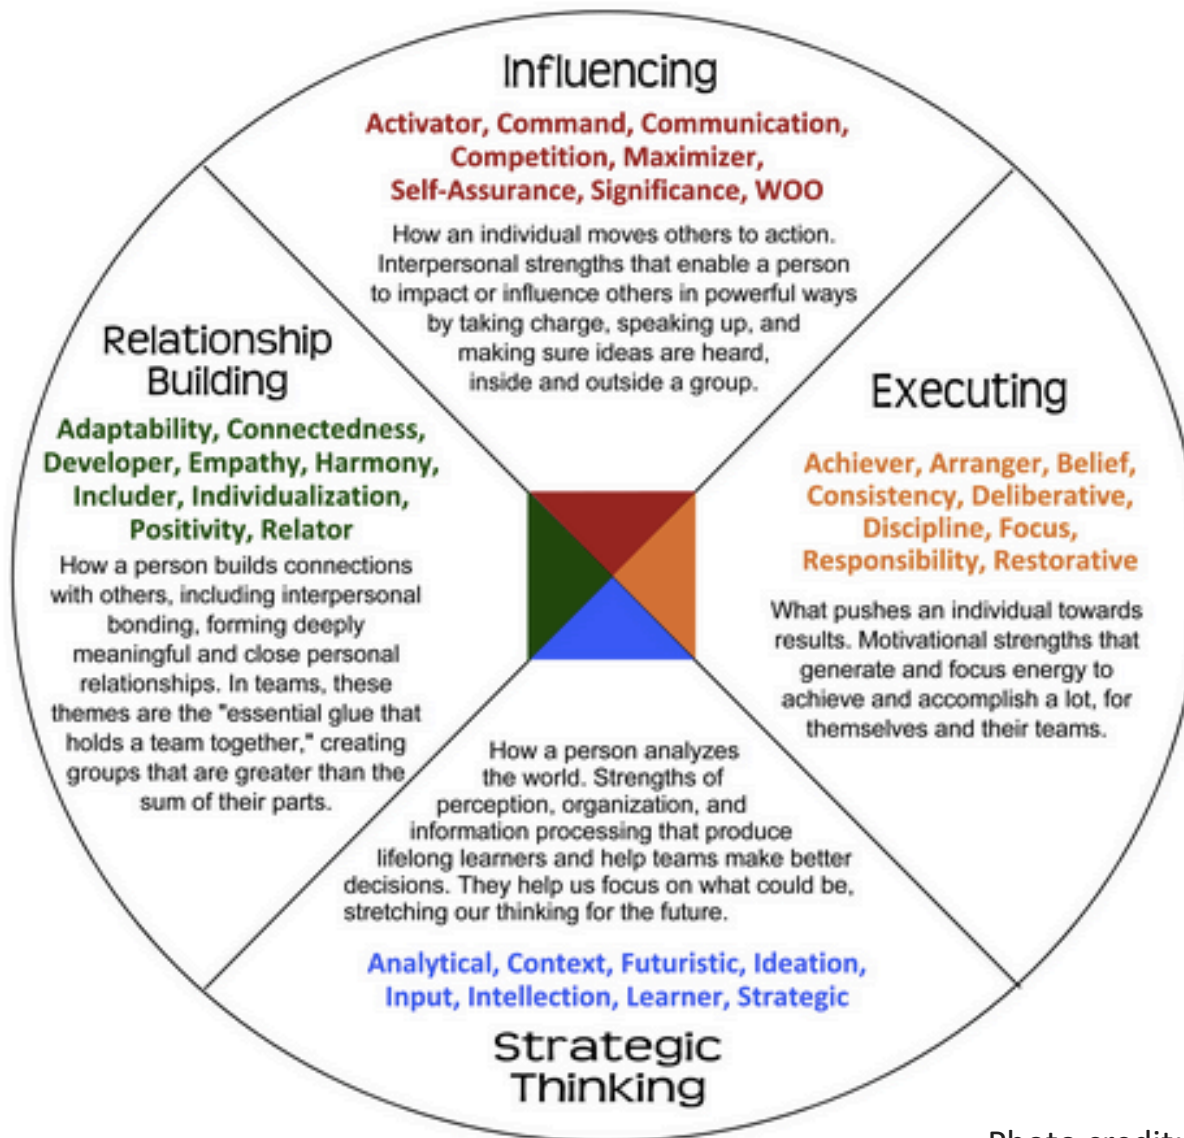 Influencing
Activator, Command, Communication,
Competition, Maximizer,
Self-Assurance, Significance, WOO
How an individual moves others to action.
Interpersonal strengths that enable a person
to impact or influence others in powerful ways
by taking charge, speaking up, and
making sure ideas are heard,
inside and outside a group.
Relationship
Building
Adaptability, Connectedness,
Developer, Empathy, Harmony,
Includer, Individualization,
Positivity, Relator
How a person builds connections
with others, including interpersonal
bonding, forming deeply
meaningful and close personal
relationships. In teams, these
themes are the "essential glue that
holds a team together," creating
groups that are greater than the
sum of their parts.
Executing
Achiever, Arranger, Belief,
Consistency, Deliberative,
Discipline, Focus,
Responsibility, Restorative
What pushes an individual towards
results. Motivational strengths that
generate and focus energy to
achieve and accomplish a lot, for
themselves and their teams.
How a person analyzes
the world. Strengths of
perception, organization, and
information processing that produce
lifelong learners and help teams make better
decisions. They help us focus on what could be,
stretching our thinking for the future.
Analytical, Context, Futuristic, Ideation,
Input, Intellection, Learner, Strategic
Strategic
Thinking
Photo credit